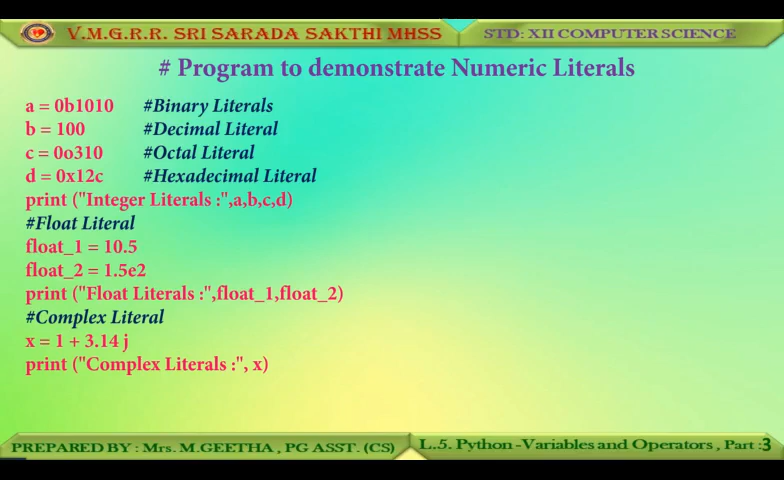 V.M.G.R.R. SRI SARADA SAKTHI MHSS
STD: XII COMPUTER SCIENCE
# Program to demonstrate Numeric Literals
a = 0b1010 #Binary Literals
b = 100 #Decimal Literal
c = 0o310 #Octal Literal
d = 0x12c #Hexadecimal Literal
print ("Integer Literals :",a,b,c,d)
#Float Literal
float_1 = 10.5
float_2 = 1.5e2
print ("Float Literals :",float_1,float_2)
#Complex Literal
x = 1 + 3.14 j
print ("Complex Literals :", x)
PREPARED BY : Mrs. M.GEETHA , PG ASST. (CS)
L.5. Python -Variables and Operators , Part :3